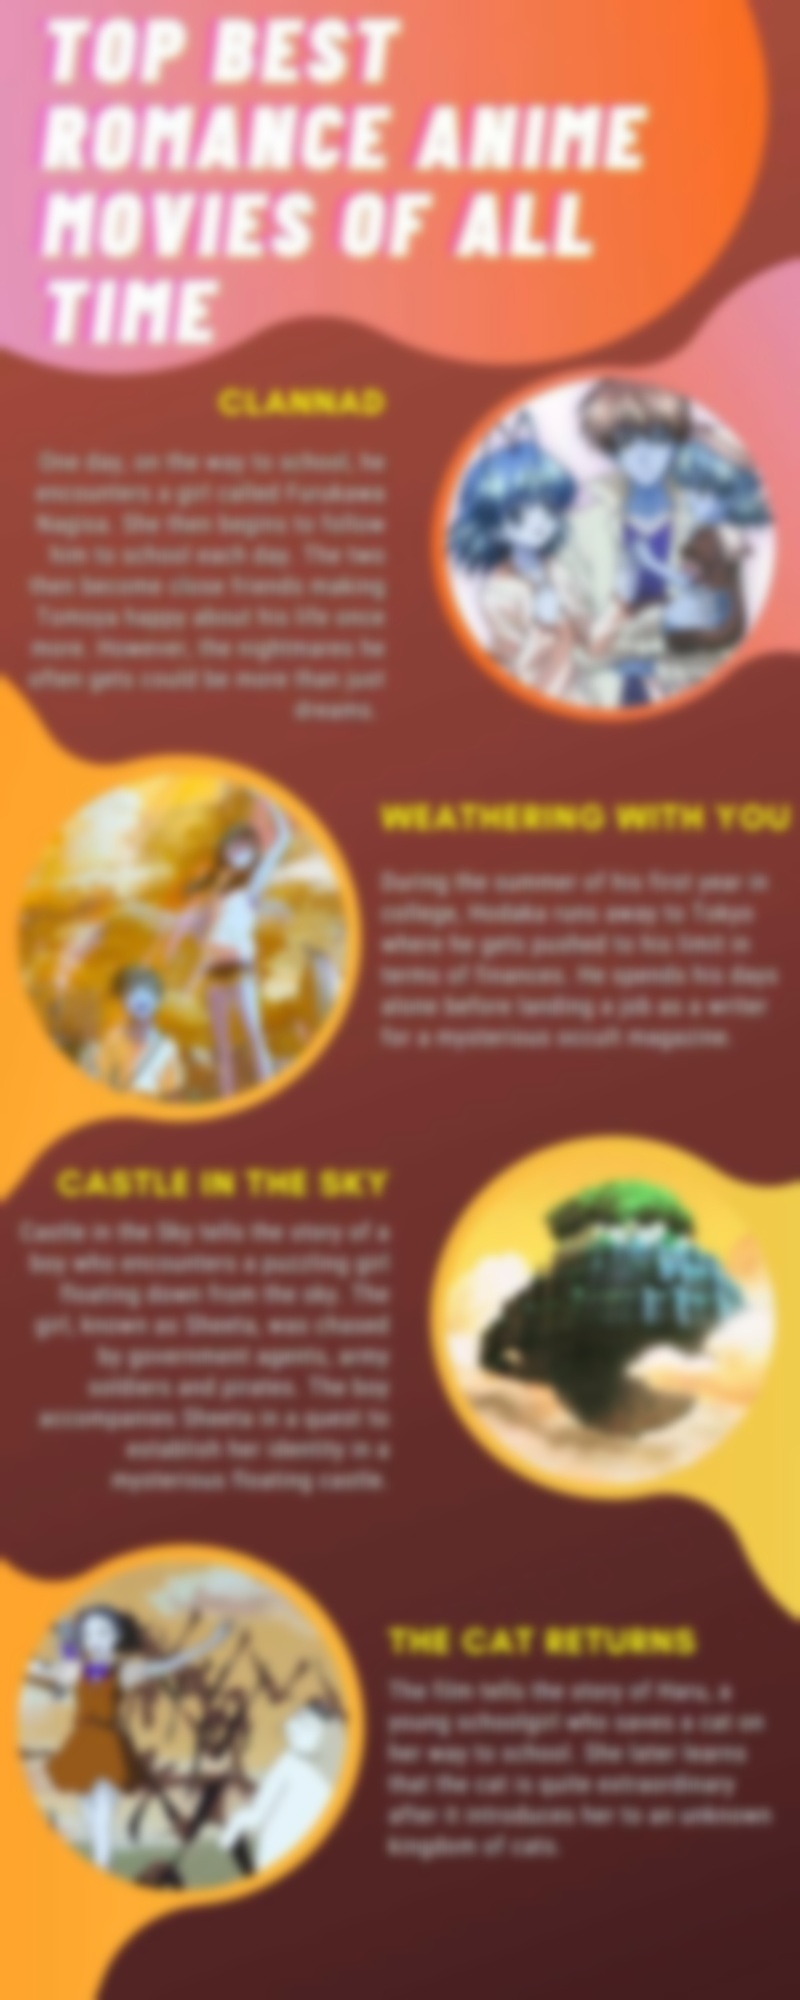 TOP BEST
ROMANCE ANIME
MOVIES OF ALL
TIME
CLANNAD
One day, on the way to school, he
encounters a girl called Furukawa
Nagisa. She then begins to follow
him to school each day. The two
then become close friends making
Tomoya happy about his life once
more. However, the nightmares he
often gets could be more than just
dreams.
WEATHERING WITH YOU
During the summer of his first year in
college, Hodaka runs away to Tokyo
where he gets pushed to his limit in
terms of finances. He spends his days
alone before landing a job as a writer
for a mysterious occult magazine.
CASTLE IN THE SKY
Castle in the Sky tells the story of a
boy who encounters a puzzling girl
floating down from the sky. The
girl, known as Sheeta, was chased
by government agents, army
soldiers and pirates. The boy
accompanies Sheeta in a quest to
establish her identity in a
mysterious floating castle.
THE CAT RETURNS
The film tells the story of Haru, a
young schoolgirl who saves a cat on
her way to school. She later learns
that the cat is quite extraordinary
after it introduces her to an unknown
kingdom of cats.